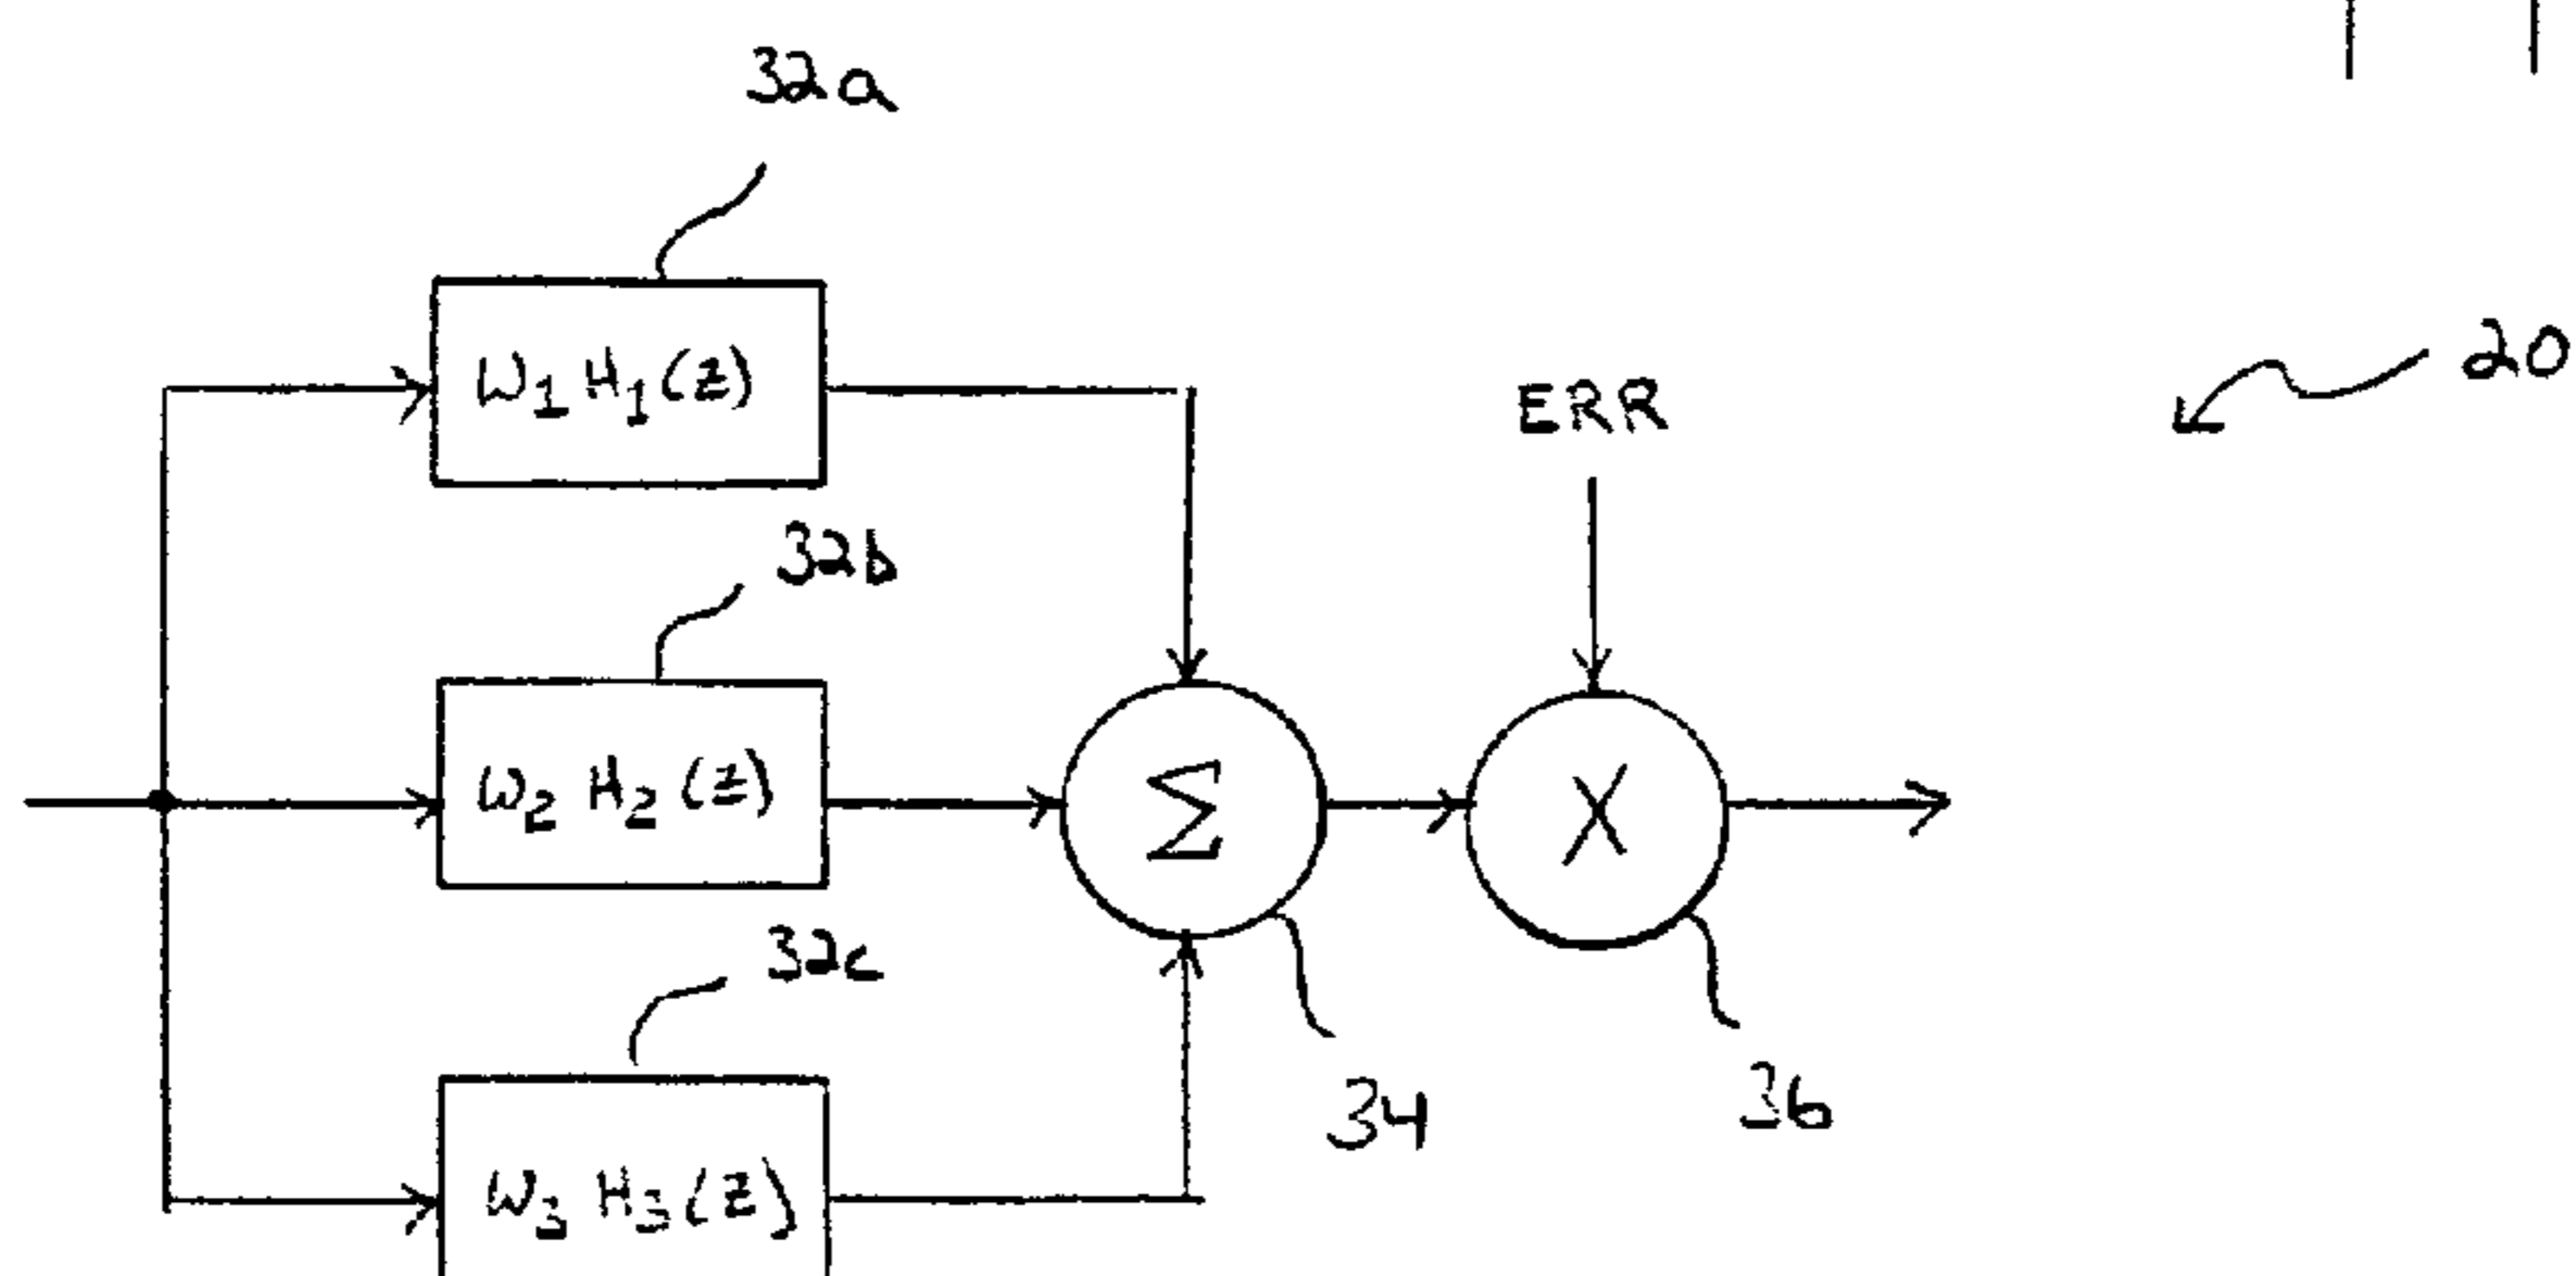 32a
W1 H1 (z)
ERR
20
32b
W2 H2 (z)
Σ
X
32c
34
36
W3 H3 (z)